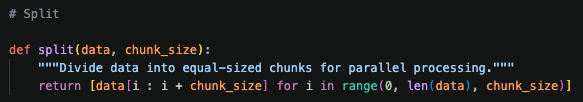 # Split
def split(data, chunk_size):
    """Divide data into equal-sized chunks for parallel processing."""
    return [data[i : i + chunk_size] for i in range(0, len(data), chunk_size)]